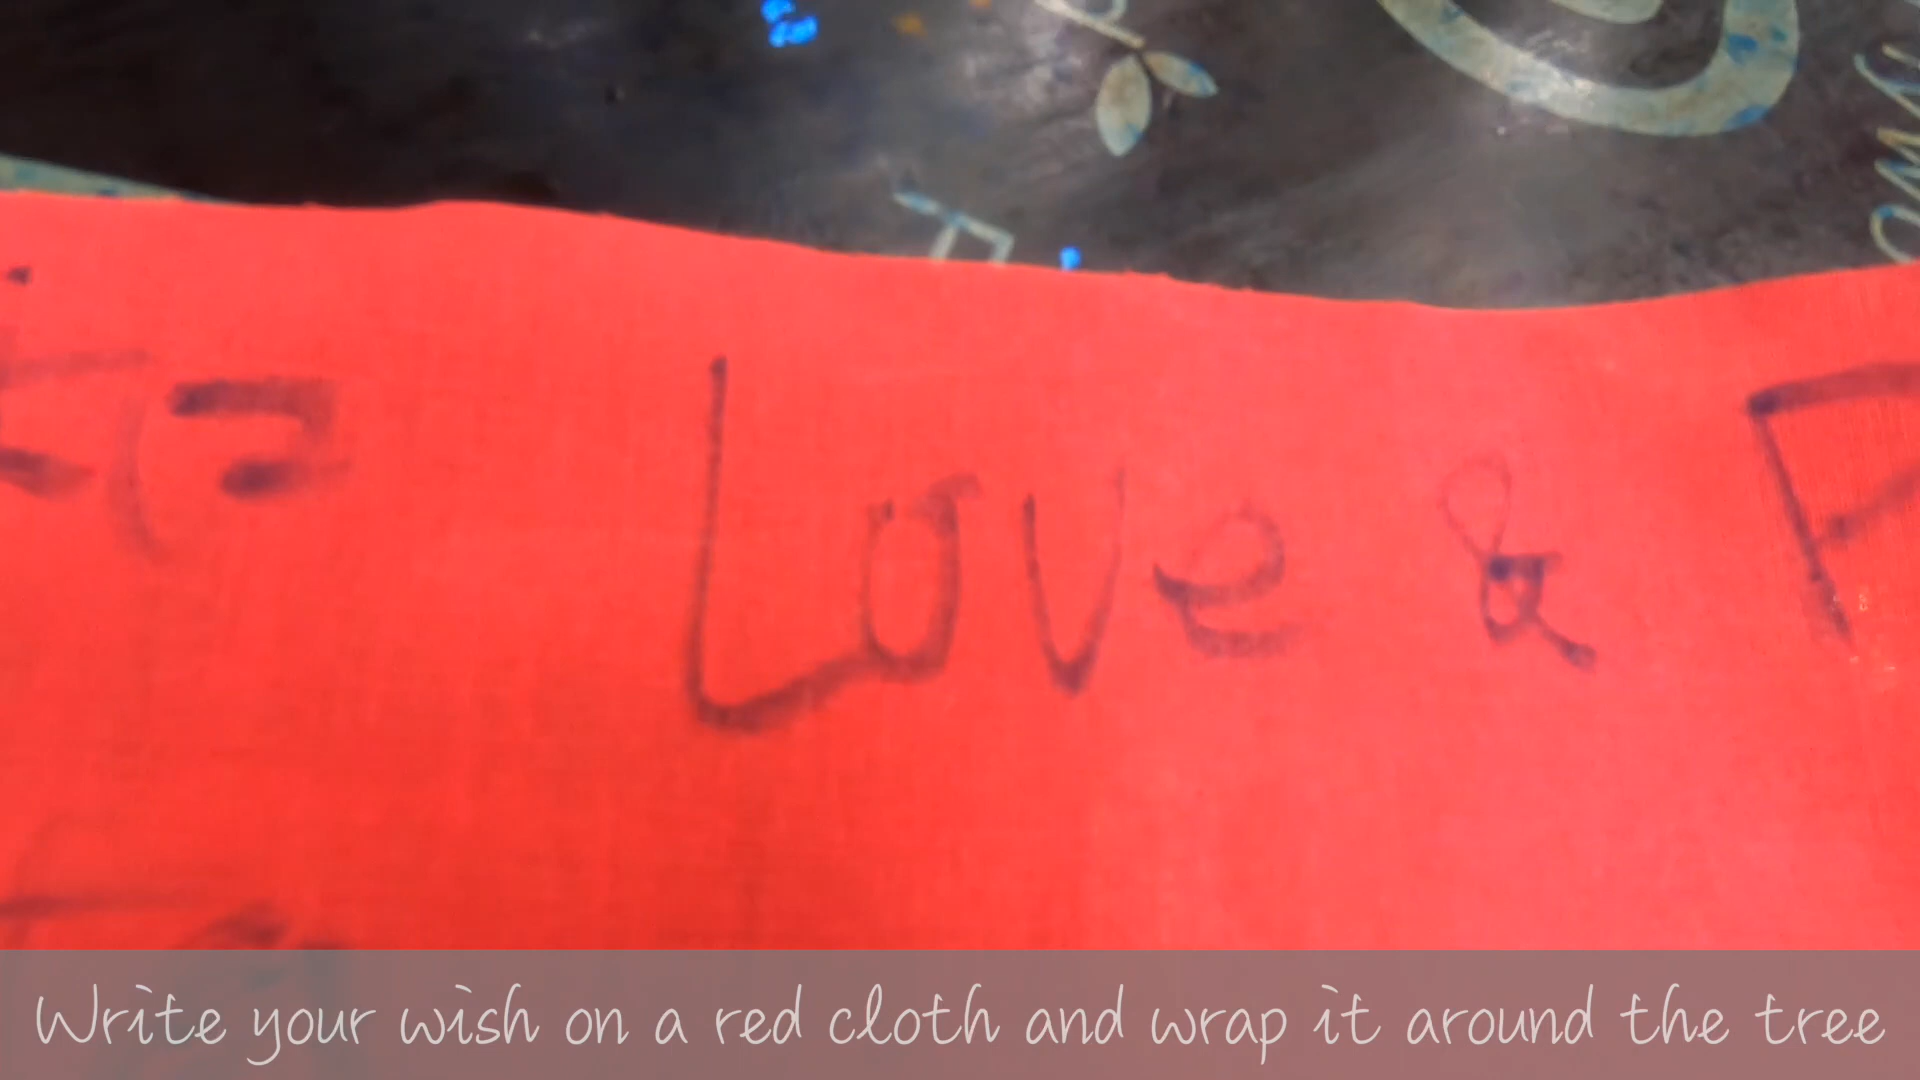 Love & P
Write your wish on a red cloth and wrap it around the tree